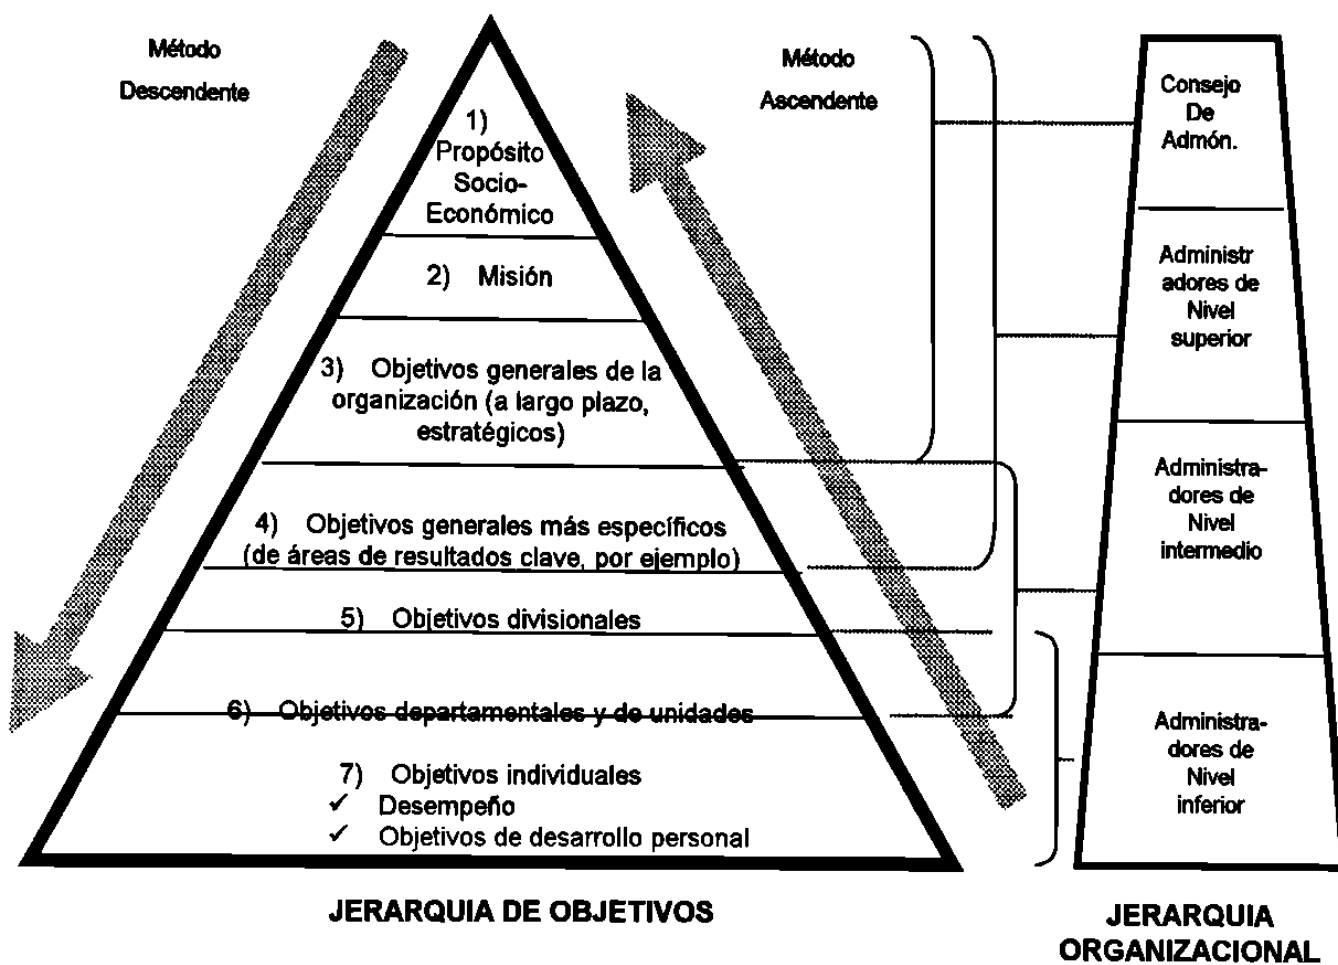 Método
Descendente
1)
Propósito
Socio-
Económico
2) Misión
3) Objetivos generales de la
organización (a largo plazo,
estratégicos)
4) Objetivos generales más específicos
(de áreas de resultados clave, por ejemplo)
5) Objetivos divisionales
6) Objetivos departamentales y de unidades
7) Objetivos individuales
✓ Desempeño
✓ Objetivos de desarrollo personal
JERARQUIA DE OBJETIVOS
Método
Ascendente
Consejo
De
Admón.
Administr
adores de
Nivel
superior
Administra-
dores de
Nivel
intermedio
Administra-
dores de
Nivel
inferior
JERARQUIA
ORGANIZACIONAL